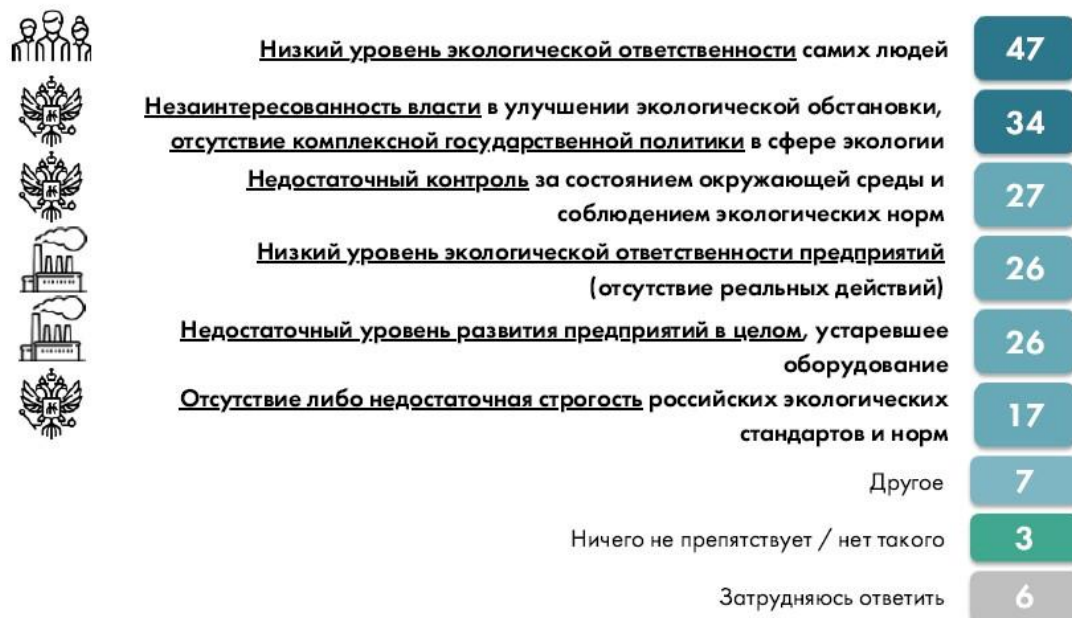 Низкий уровень экологической ответственности самих людей
47
Незаинтересованность власти в улучшении экологической обстановки,
отсутствие комплексной государственной политики в сфере экологии
34
Недостаточный контроль за состоянием окружающей среды и
соблюдением экологических норм
27
Низкий уровень экологической ответственности предприятий
(отсутствие реальных действий)
26
Недостаточный уровень развития предприятий в целом, устаревшее
оборудование
26
Отсутствие либо недостаточная строгость российских экологических
стандартов и норм
17
Другое
7
Ничего не препятствует / нет такого
3
Затрудняюсь ответить
6